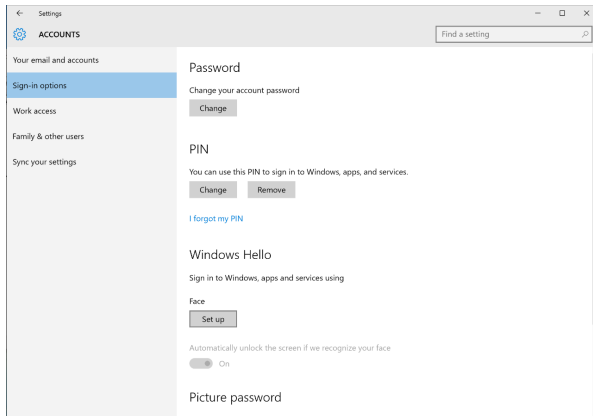 Settings
ACCOUNTS
Find a setting
Your email and accounts
Sign-in options
Work access
Family & other users
Sync your settings
Password
Change your account password
Change
PIN
You can use this PIN to sign in to Windows, apps, and services.
Change Remove
I forgot my PIN
Windows Hello
Sign in to Windows, apps and services using
Face
Set up
Automatically unlock the screen if we recognize your face
On
Picture password